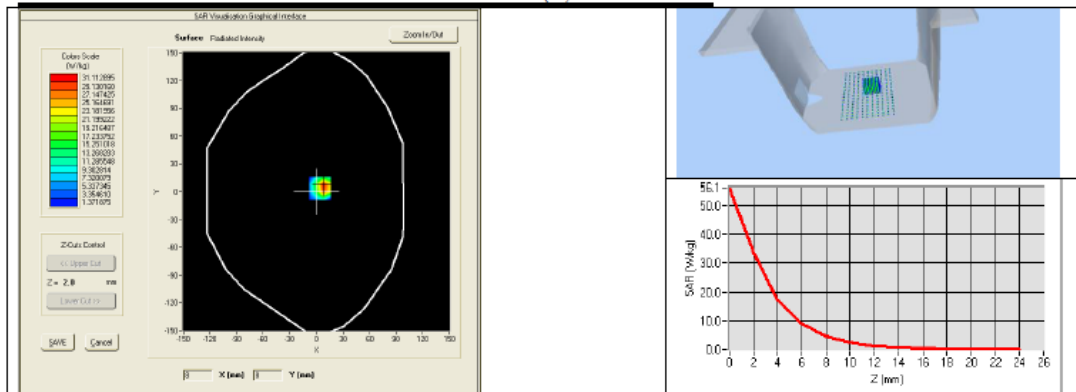 SAR Visualisation Graphical Interface
Surface Radiated Intensity
Zoom In/Out
Colors Scale
(W/kg)
31.112895
29.130160
27.147425
25.164691
23.181956
21.199222
19.216487
17.233752
15.251018
13.268283
11.285548
9.302814
7.320079
5.337345
3.354610
1.371875
Z-Cuts Control
<< Upper Cut
Z = 2.0 mm
Lower Cut >>
SAVE Cancel
150
120
90
60
30
0
-30
-60
-90
-120
-150
Y
-150 -120 -90 -60 -30 0 30 60 90 120 150
X
X (mm) Y (mm)
56.1
50.0
40.0
30.0
20.0
10.0
0.0
SAR (W/kg)
0 2 4 6 8 10 12 14 16 18 20 22 24 26
Z (mm)